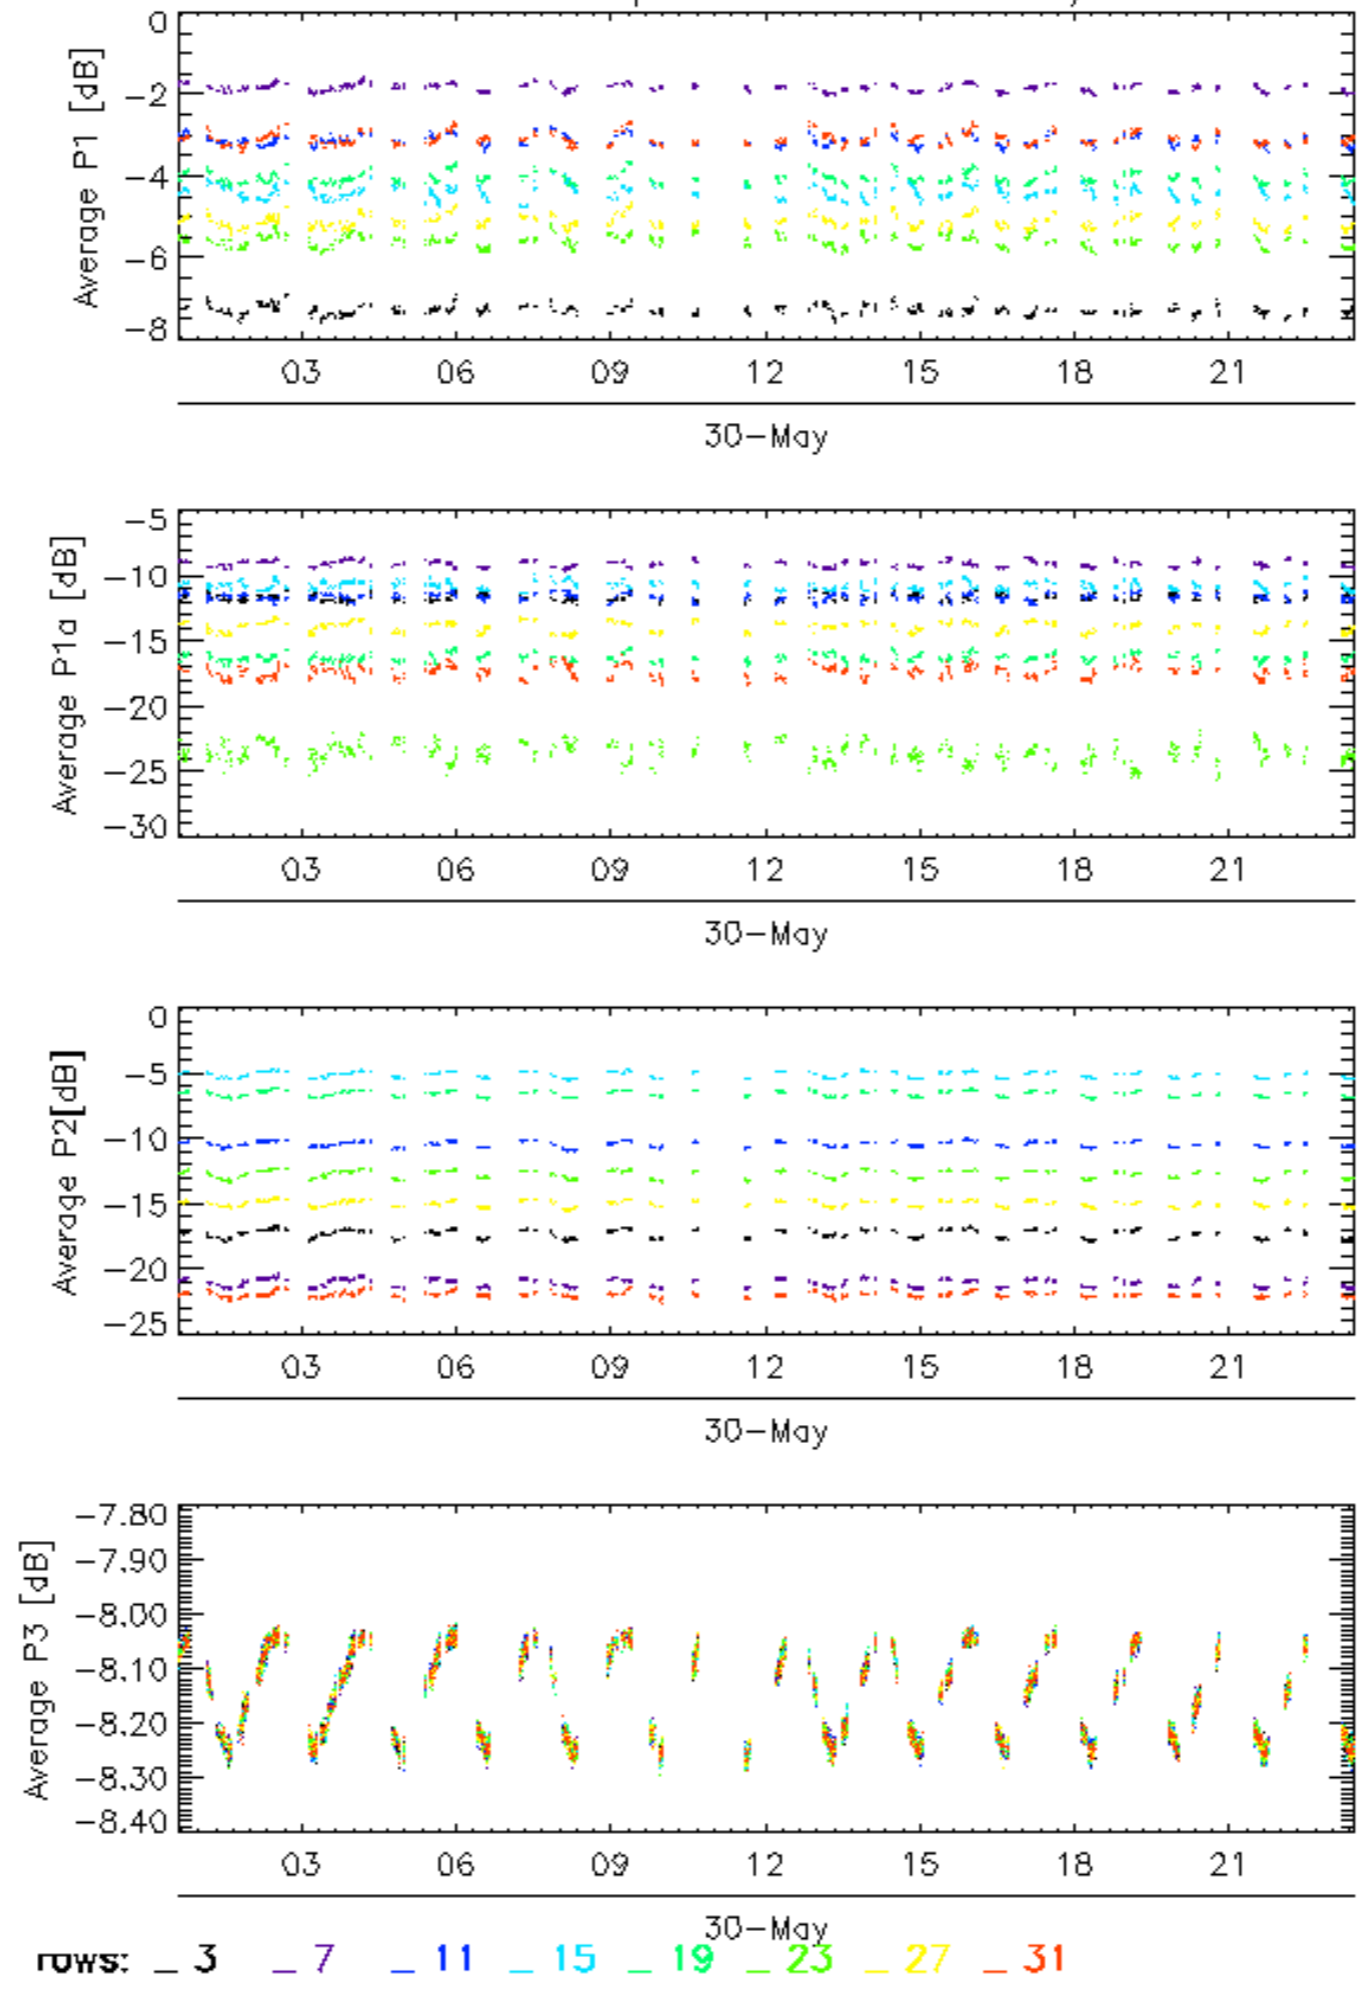 Average P1 [dB]
0
−2
−4
−6
−8
03 06 09 12 15 18 21
30−May
Average P1a [dB]
−5
−10
−15
−20
−25
−30
03 06 09 12 15 18 21
30−May
Average P2[dB]
0
−5
−10
−15
−20
−25
03 06 09 12 15 18 21
30−May
Average P3 [dB]
−7.80
−7.90
−8.00
−8.10
−8.20
−8.30
−8.40
03 06 09 12 15 18 21
30−May
rows: _ 3 _ 7 _ 11 _ 15 _ 19 _ 23 _ 27 _ 31